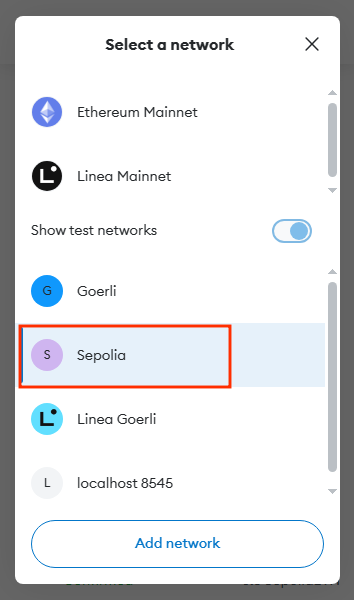 Select a network
Ethereum Mainnet
L
Linea Mainnet
Show test networks
G
Goerli
S
Sepolia
L
Linea Goerli
L
localhost 8545
Add network